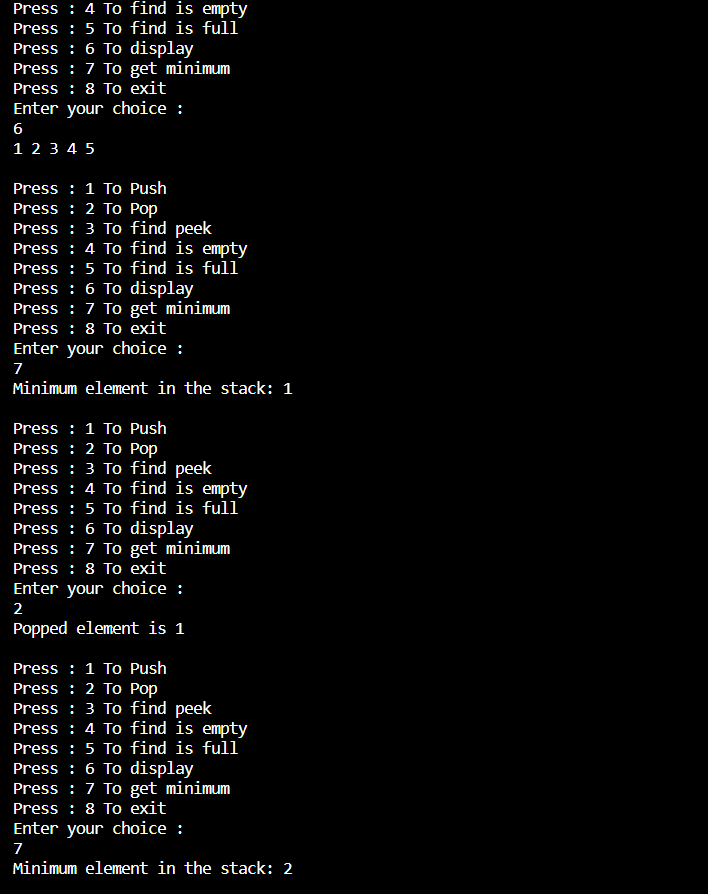 Press : 4 To find is empty
Press : 5 To find is full
Press : 6 To display
Press : 7 To get minimum
Press : 8 To exit
Enter your choice :
6
1 2 3 4 5
Press : 1 To Push
Press : 2 To Pop
Press : 3 To find peek
Press : 4 To find is empty
Press : 5 To find is full
Press : 6 To display
Press : 7 To get minimum
Press : 8 To exit
Enter your choice :
7
Minimum element in the stack: 1
Press : 1 To Push
Press : 2 To Pop
Press : 3 To find peek
Press : 4 To find is empty
Press : 5 To find is full
Press : 6 To display
Press : 7 To get minimum
Press : 8 To exit
Enter your choice :
2
Popped element is 1
Press : 1 To Push
Press : 2 To Pop
Press : 3 To find peek
Press : 4 To find is empty
Press : 5 To find is full
Press : 6 To display
Press : 7 To get minimum
Press : 8 To exit
Enter your choice :
7
Minimum element in the stack: 2